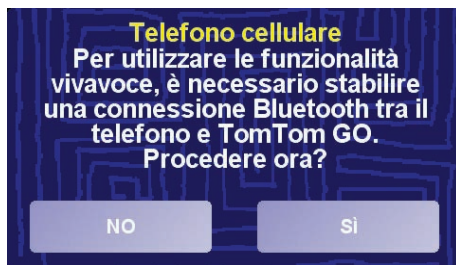 Telefono cellulare
Per utilizzare le funzionalità
vivavoce, è necessario stabilire
una connessione Bluetooth tra il
telefono e TomTom GO.
Procedere ora?
NO
SÌ